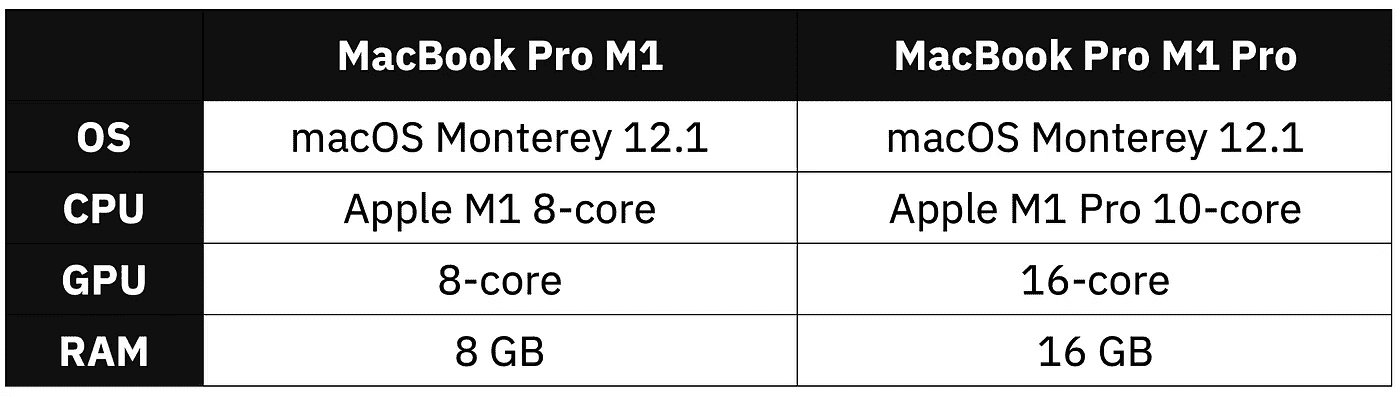 MacBook Pro M1 MacBook Pro M1 Pro
OS macOS Monterey 12.1 macOS Monterey 12.1
CPU Apple M1 8-core Apple M1 Pro 10-core
GPU 8-core 16-core
RAM 8 GB 16 GB